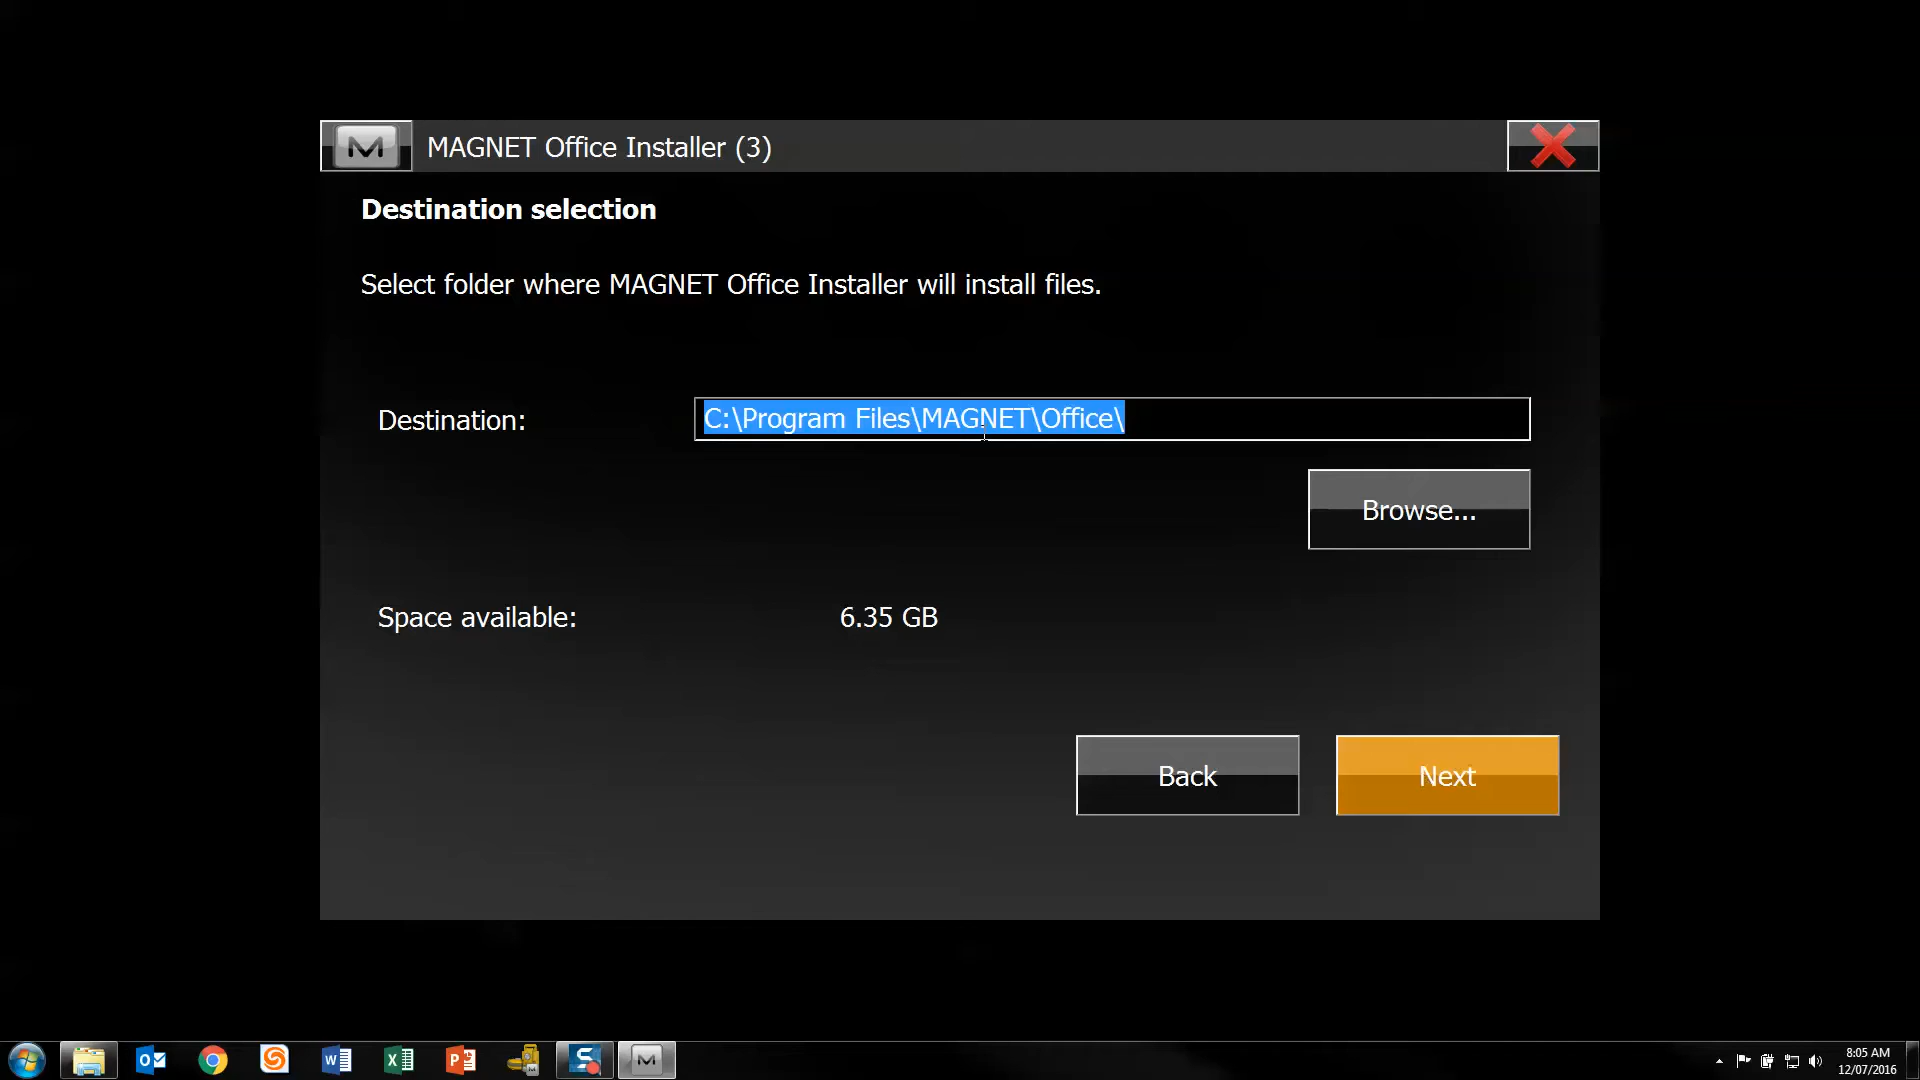 MAGNET Office Installer (3)
Destination selection
Select folder where MAGNET Office Installer will install files.
Destination:
C:\Program Files\MAGNET\Office\
Browse...
Space available:
6.35 GB
Back
Next
8:05 AM
12/07/2016